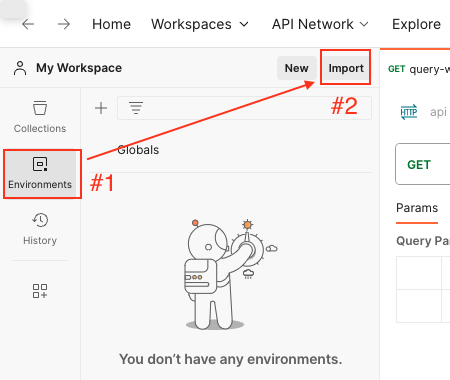 Home Workspaces API Network Explore
My Workspace New Import GET query-w
#2
Collections
HTTP api
Globals
Environments #1 GET
History
Params
Query Pa
You don't have any environments.